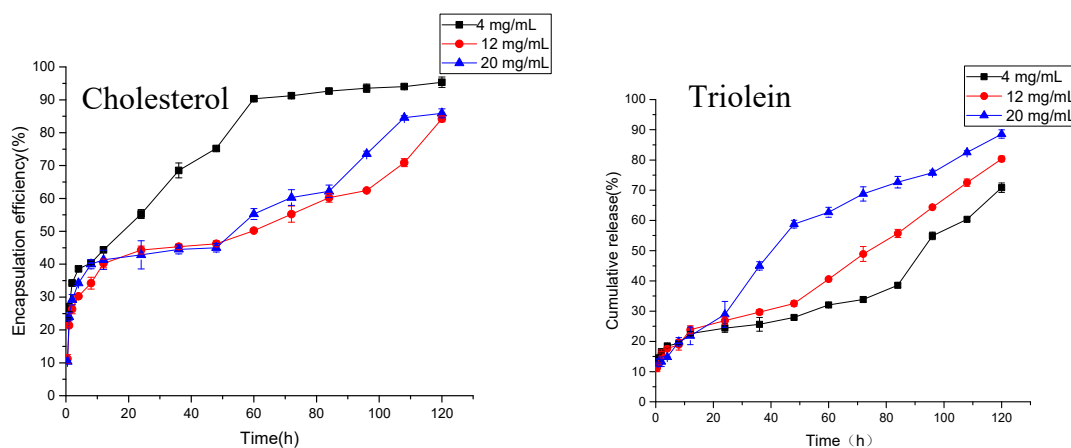 4 mg/mL
12 mg/mL
20 mg/mL
Cholesterol
Encapsulation efficiency(%)
100
90
80
70
60
50
40
30
20
10
0
0 20 40 60 80 100 120
Time(h)
4 mg/mL
12 mg/mL
20 mg/mL
Triolein
Cumulative release(%)
100
90
80
70
60
50
40
30
20
10
0
0 20 40 60 80 100 120
Time（h）